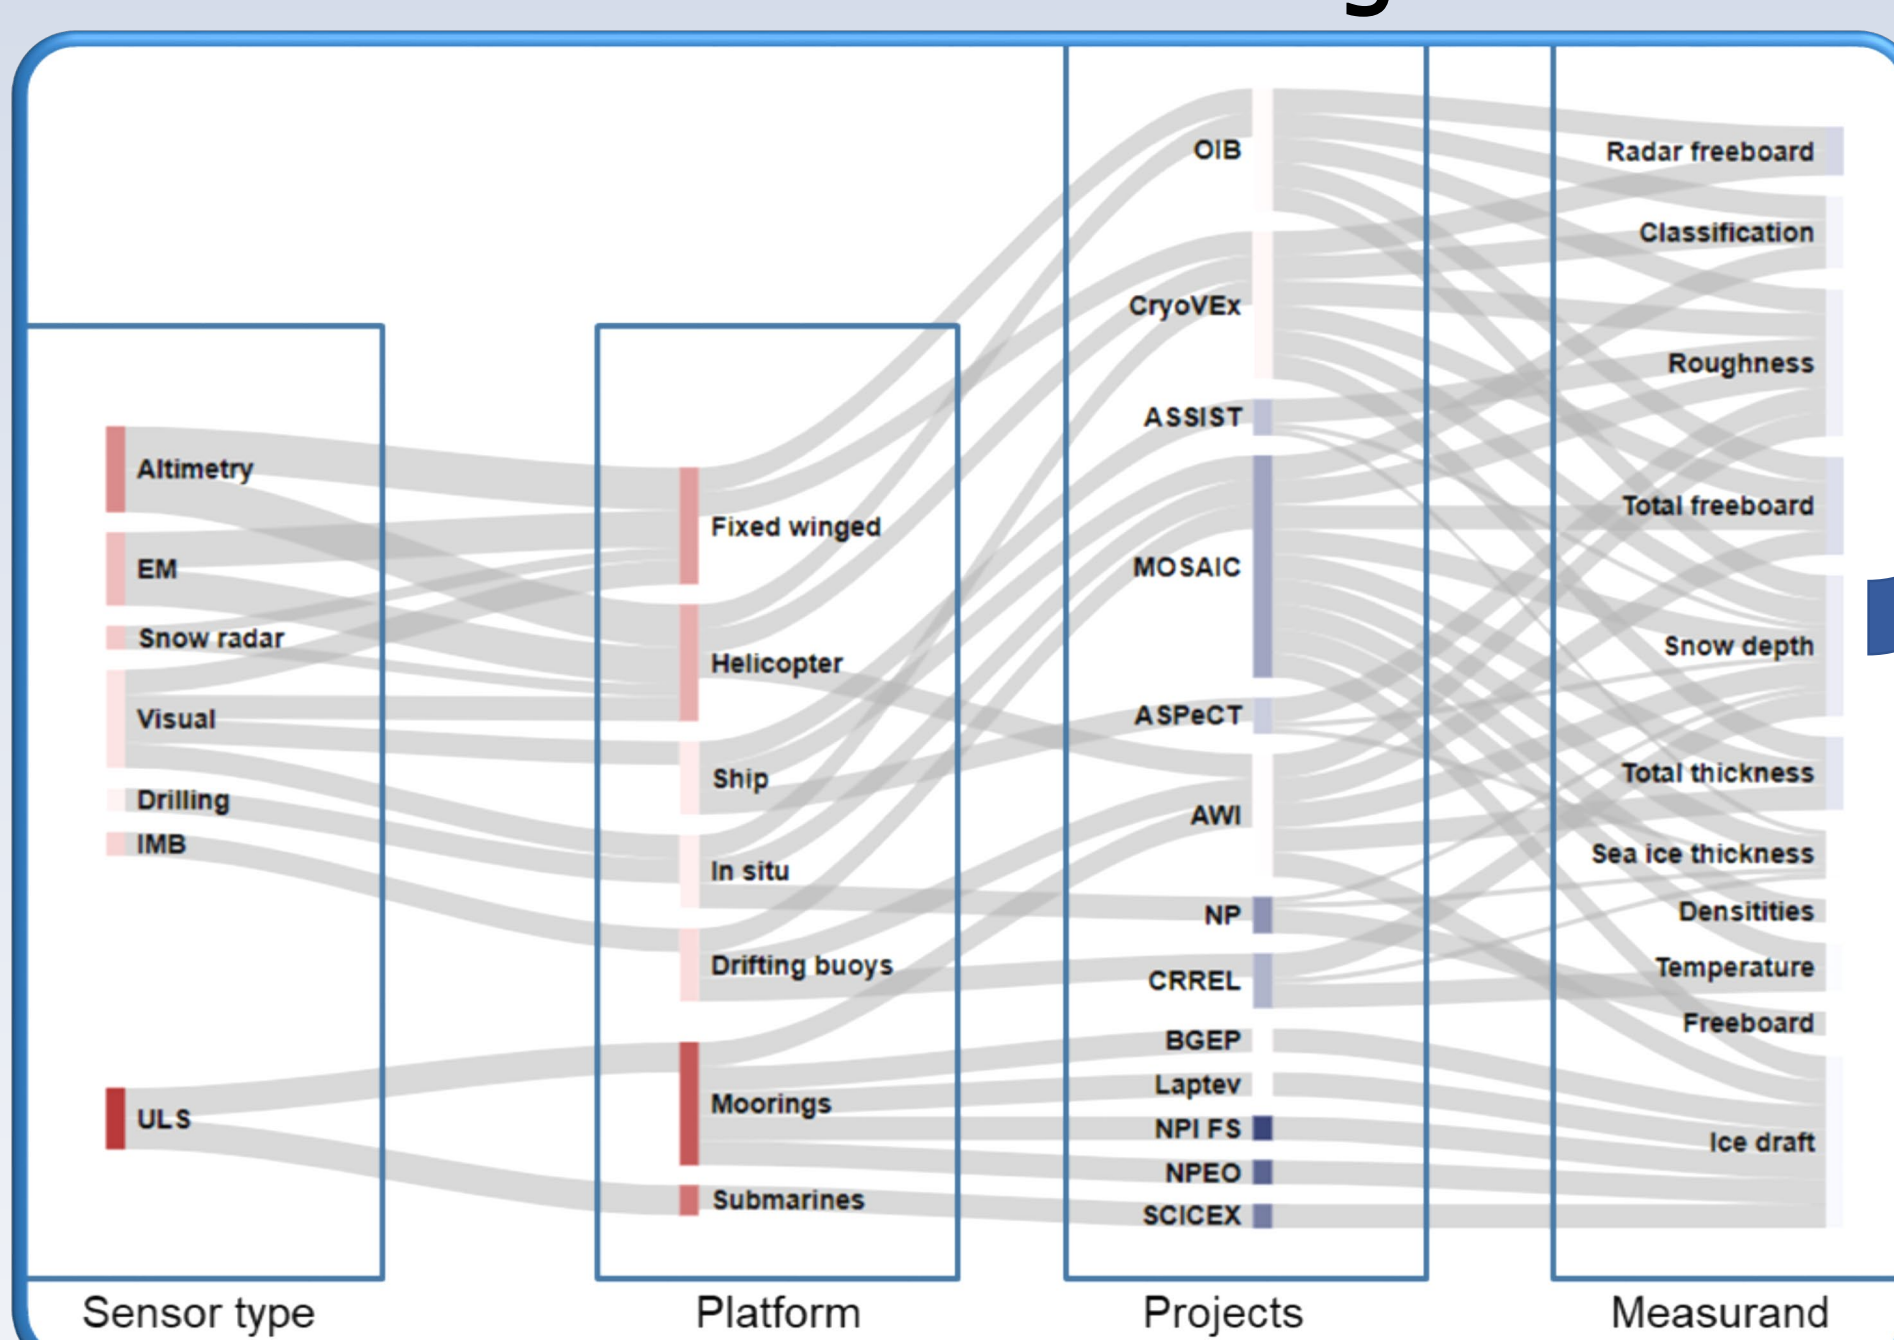 Altimetry
EM
Snow radar
Visual
Drilling
IMB
ULS
Sensor type
Fixed winged
Helicopter
Ship
In situ
Drifting buoys
Moorings
Submarines
Platform
OIB
CryoVEx
ASSIST
MOSAIC
ASPeCT
AWI
NP
CRREL
BGEP
Laptev
NPI FS
NPEO
SCICEX
Projects
Radar freeboard
Classification
Roughness
Total freeboard
Snow depth
Total thickness
Sea ice thickness
Densitities
Temperature
Freeboard
Ice draft
Measurand